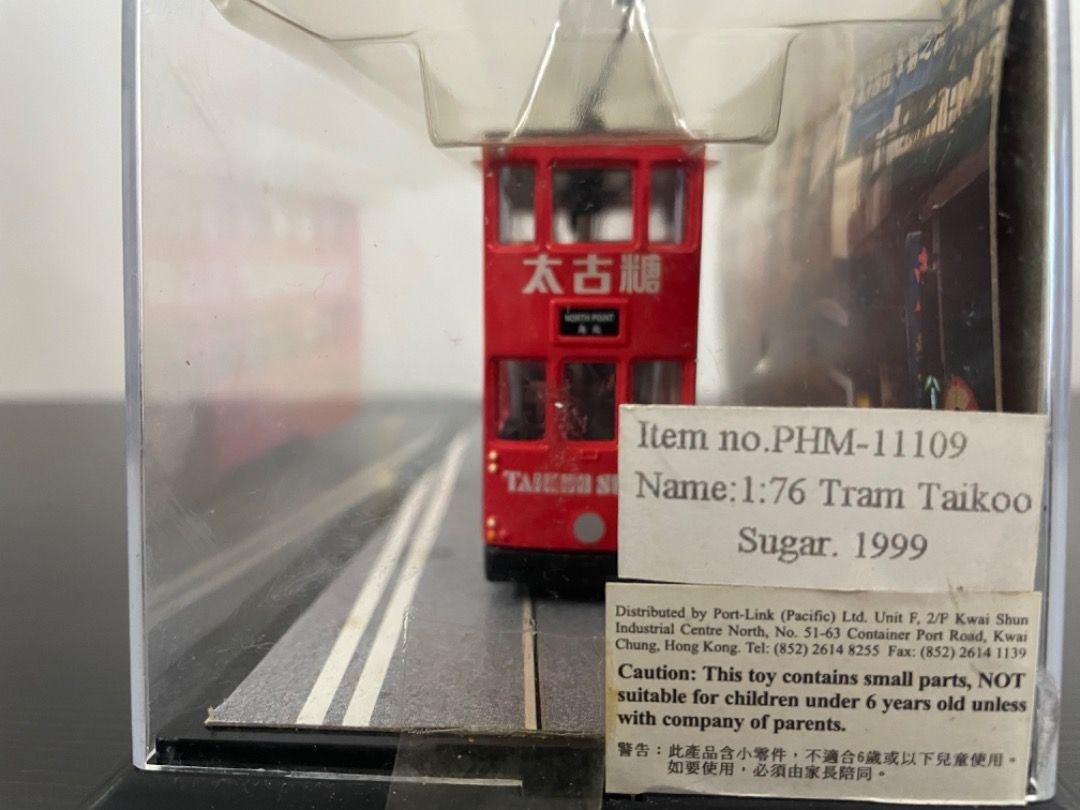 太古糖
NORTH POINT
TAIKOO
Item no.PHM-11109
Name:1:76 Tram Taikoo
Sugar. 1999
Distributed by Port-Link (Pacific) Ltd. Unit F, 2/P Kwai Shun
Industrial Centre North, No. 51-63 Container Port Road, Kwai
Chung, Hong Kong. Tel: (852) 2614 8255 Fax: (852) 2614 1139
Caution: This toy contains small parts, NOT
suitable for children under 6 years old unless
with company of parents.
警告：此產品含小零件，不適合6歲或以下兒童使用。
如要使用，必須由家長陪同。